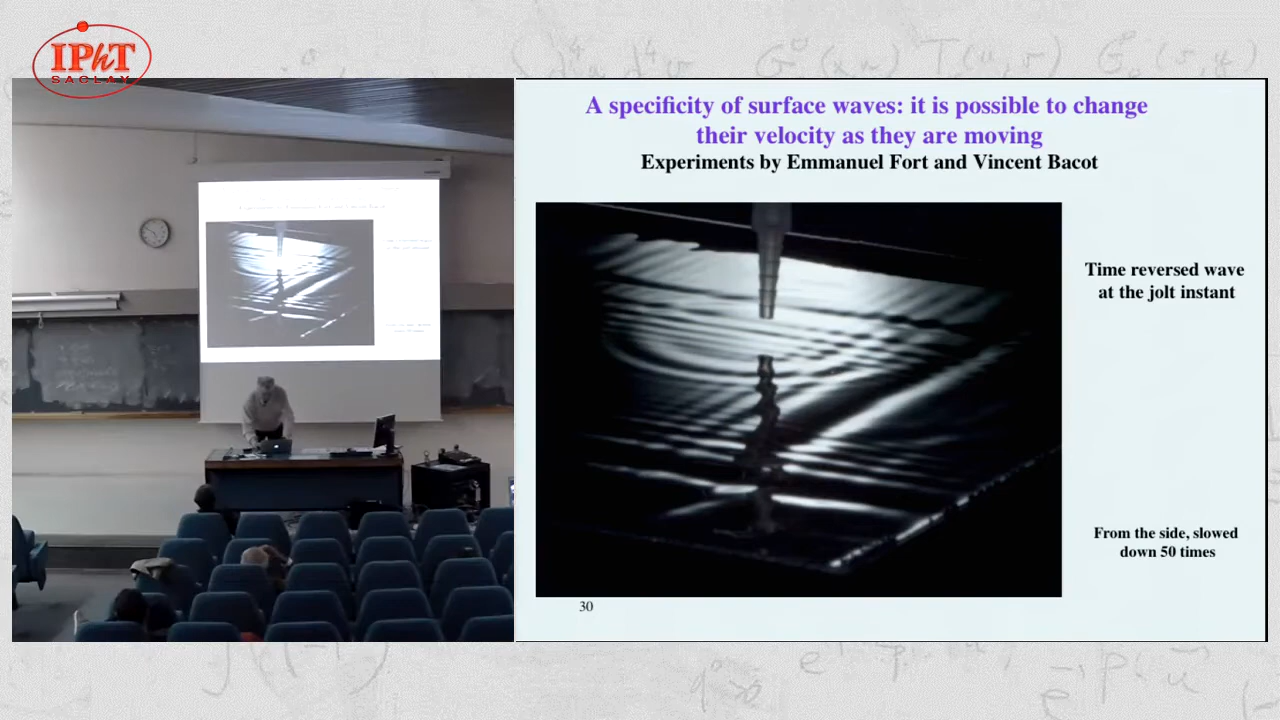 IPhT
SACLAY
A specificity of surface waves: it is possible to change
their velocity as they are moving
Experiments by Emmanuel Fort and Vincent Bacot
Time reversed wave
at the jolt instant
From the side, slowed
down 50 times
30